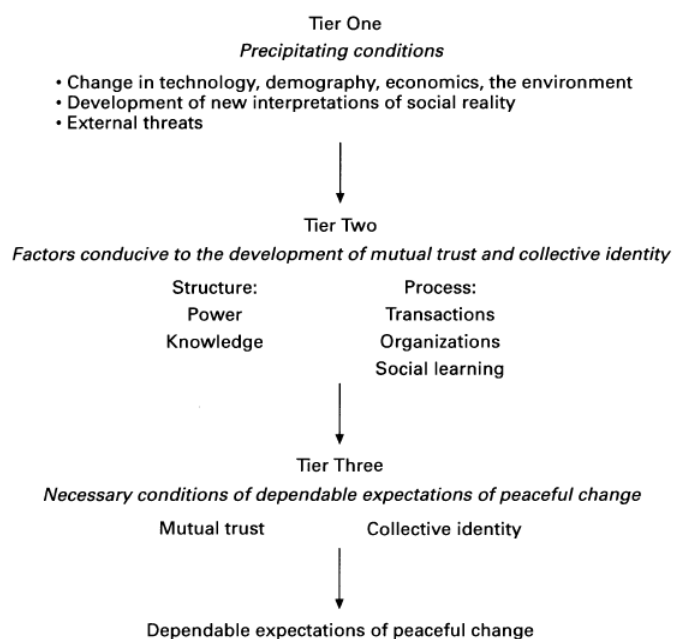 Tier One
Precipitating conditions
• Change in technology, demography, economics, the environment
• Development of new interpretations of social reality
• External threats
Tier Two
Factors conducive to the development of mutual trust and collective identity
Structure: Process:
Power Transactions
Knowledge Organizations
Social learning
Tier Three
Necessary conditions of dependable expectations of peaceful change
Mutual trust Collective identity
Dependable expectations of peaceful change